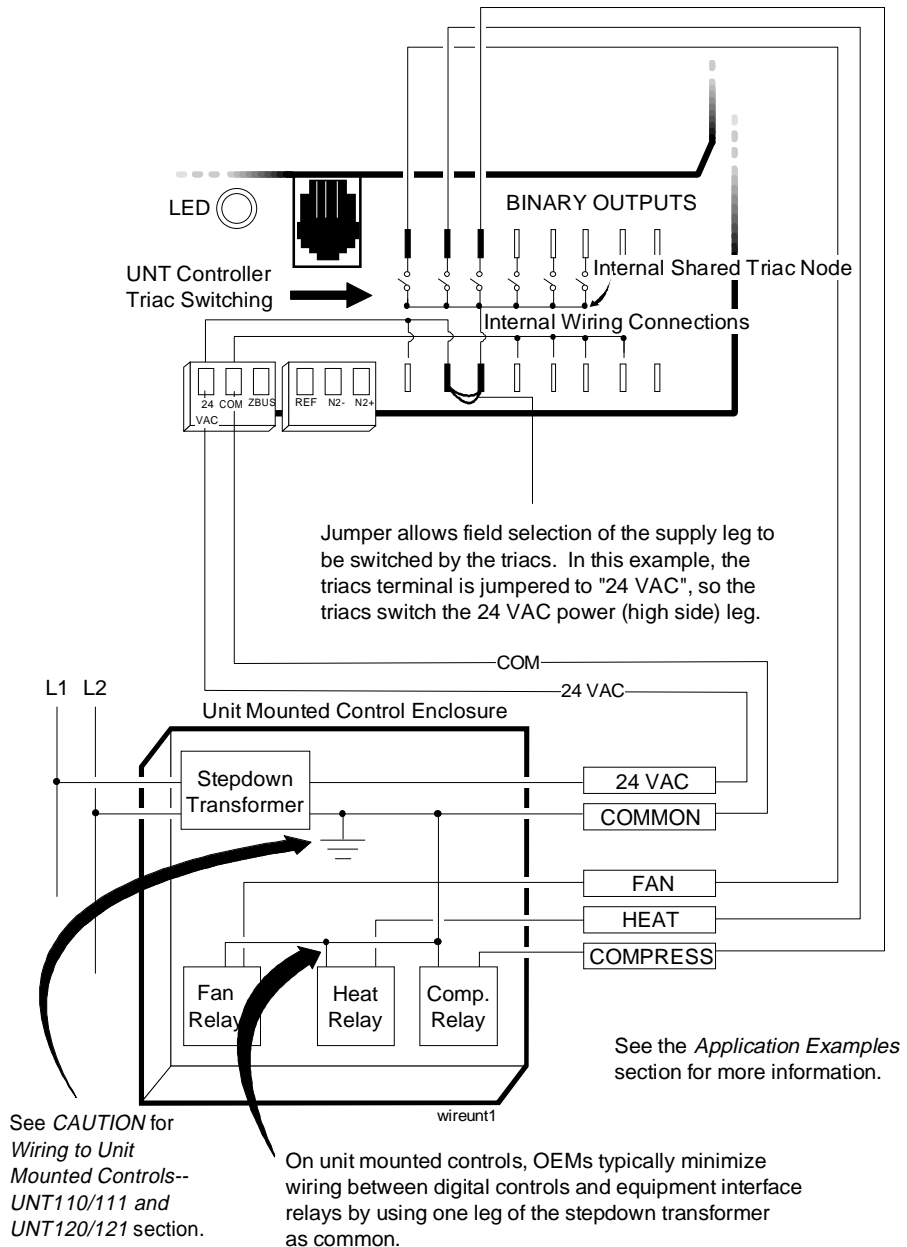 LED
BINARY OUTPUTS
UNT Controller
Triac Switching
Internal Shared Triac Node
Internal Wiring Connections
24
VAC
COM
ZBUS
REF
N2-
N2+
Jumper allows field selection of the supply leg to
be switched by the triacs. In this example, the
triacs terminal is jumpered to "24 VAC", so the
triacs switch the 24 VAC power (high side) leg.
COM
24 VAC
L1 L2
Unit Mounted Control Enclosure
Stepdown
Transformer
24 VAC
COMMON
FAN
HEAT
COMPRESS
Fan
Relay
Heat
Relay
Comp.
Relay
See the Application Examples
section for more information.
wireunt1
See CAUTION for
Wiring to Unit
Mounted Controls--
UNT110/111 and
UNT120/121 section.
On unit mounted controls, OEMs typically minimize
wiring between digital controls and equipment interface
relays by using one leg of the stepdown transformer
as common.